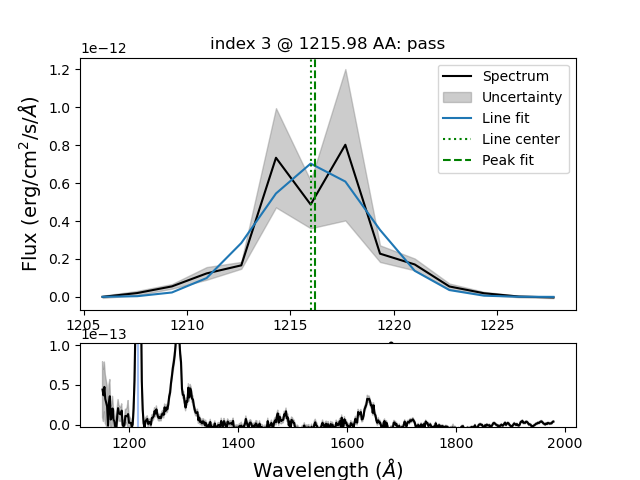 index 3 @ 1215.98 AA: pass
1e−12
Flux (erg/cm²/s/Å)
1.2
1.0
0.8
0.6
0.4
0.2
0.0
Spectrum
Uncertainty
Line fit
Line center
Peak fit
1205 1210 1215 1220 1225
1e−13
1.0
0.5
0.0
1200 1400 1600 1800 2000
Wavelength (Å)